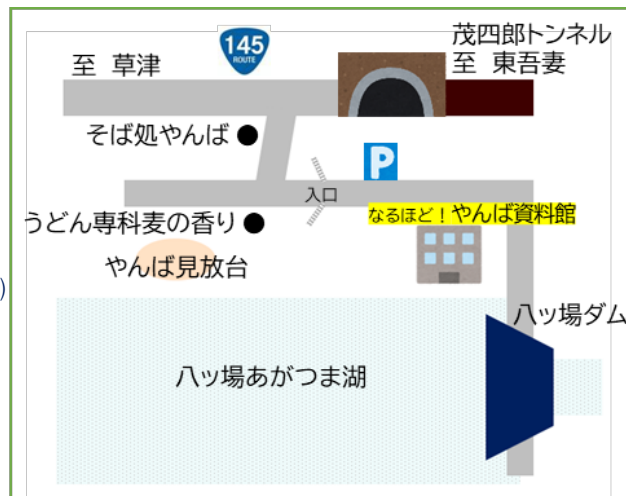 145
ROUTE
茂四郎トンネル
至 草津
至 東吾妻
そば処やんば ●
P
入口
なるほど！やんば資料館
うどん専科麦の香り ●
やんば見放台
)
八ッ場ダム
八ッ場あがつま湖